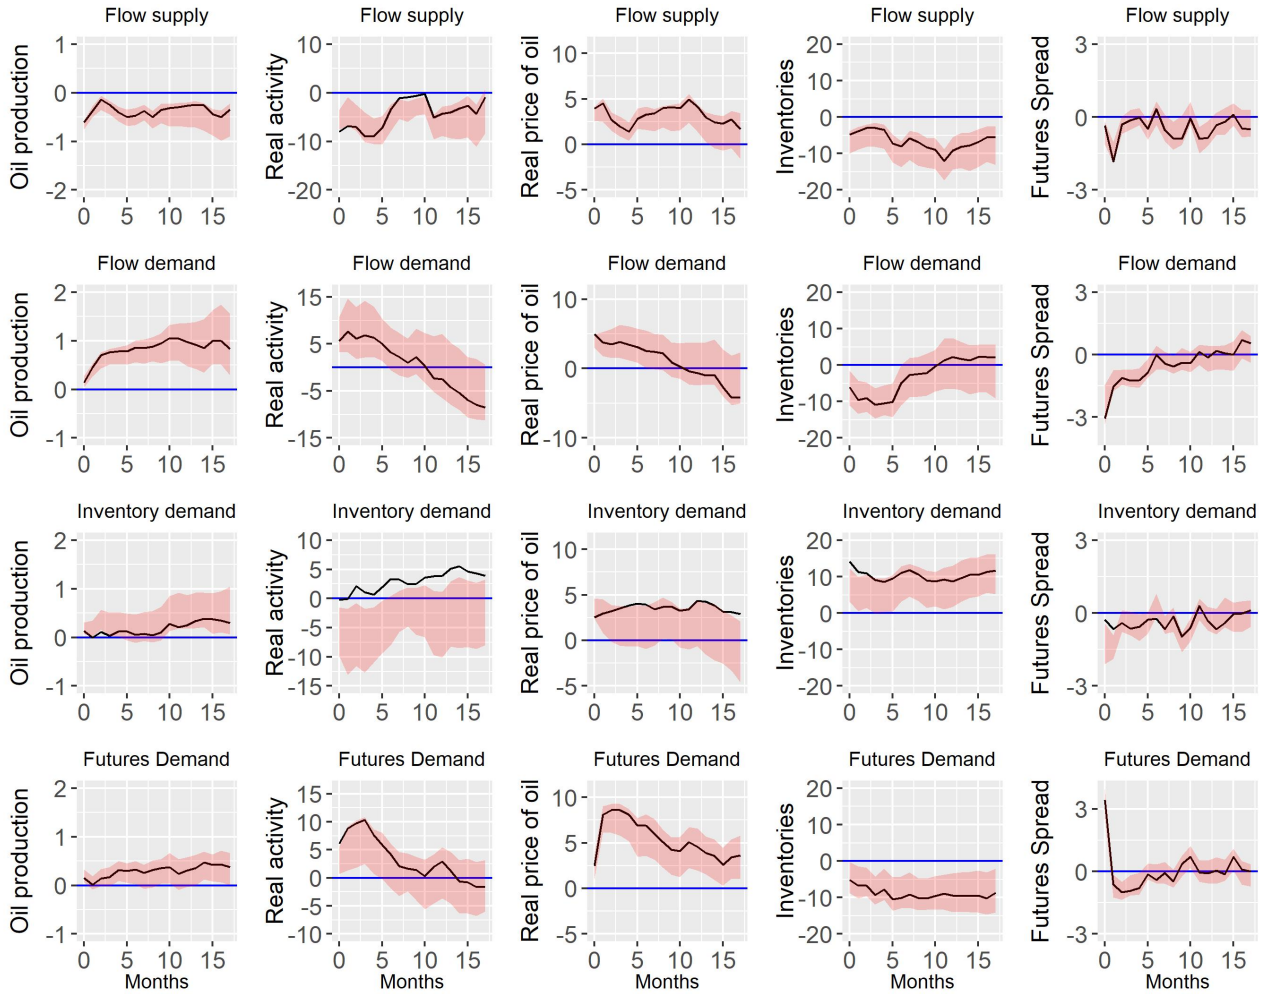 Flow supply Flow supply Flow supply Flow supply Flow supply
Oil production 1 0 -1 -2 0 5 10 15
Real activity 10 0 -10 -20 0 5 10 15
Real price of oil 10 5 0 -5 0 5 10 15
Inventories 20 10 0 -10 -20 0 5 10 15
Futures Spread 3 0 -3 0 5 10 15
Flow demand Flow demand Flow demand Flow demand Flow demand
Oil production 2 1 0 -1 0 5 10 15
Real activity 15 5 -5 -15 0 5 10 15
Real price of oil 10 0 -10 0 5 10 15
Inventories 20 10 0 -10 -20 0 5 10 15
Futures Spread 3 0 -3 0 5 10 15
Inventory demand Inventory demand Inventory demand Inventory demand Inventory demand
Oil production 2 1 0 -1 0 5 10 15
Real activity 10 5 0 -5 -10 -15 0 5 10 15
Real price of oil 10 5 0 -5 0 5 10 15
Inventories 20 10 0 -10 -20 0 5 10 15
Futures Spread 3 0 -3 0 5 10 15
Futures Demand Futures Demand Futures Demand Futures Demand Futures Demand
Oil production 2 1 0 -1 0 5 10 15
Real activity 15 10 5 0 -5 -10 0 5 10 15
Real price of oil 10 5 0 -5 0 5 10 15
Inventories 20 10 0 -10 -20 0 5 10 15
Futures Spread 3 0 -3 0 5 10 15
Months Months Months Months Months